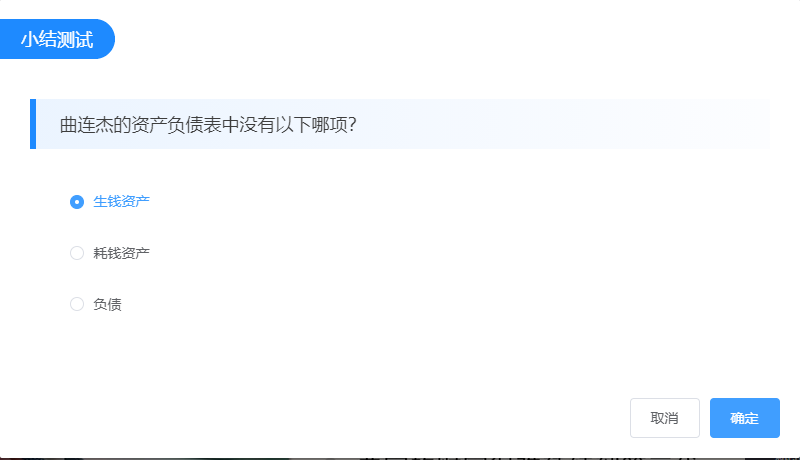 小结测试
曲连杰的资产负债表中没有以下哪项？
生钱资产
耗钱资产
负债
取消
确定